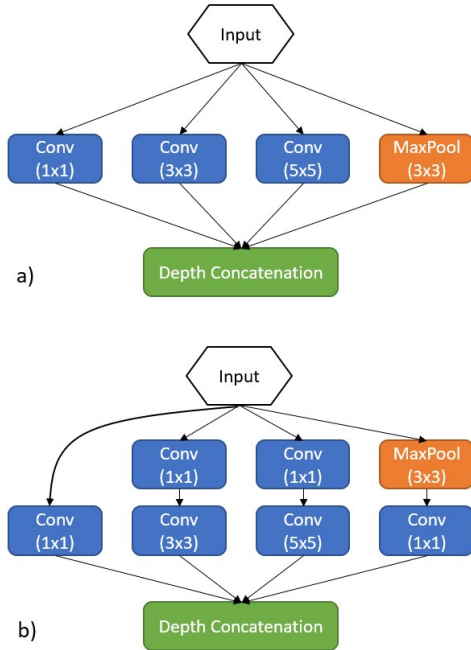 Input
Conv
(1x1)
Conv
(3x3)
Conv
(5x5)
MaxPool
(3x3)
Depth Concatenation
a)
Input
Conv
(1x1)
Conv
(1x1)
MaxPool
(3x3)
Conv
(1x1)
Conv
(3x3)
Conv
(5x5)
Conv
(1x1)
Depth Concatenation
b)